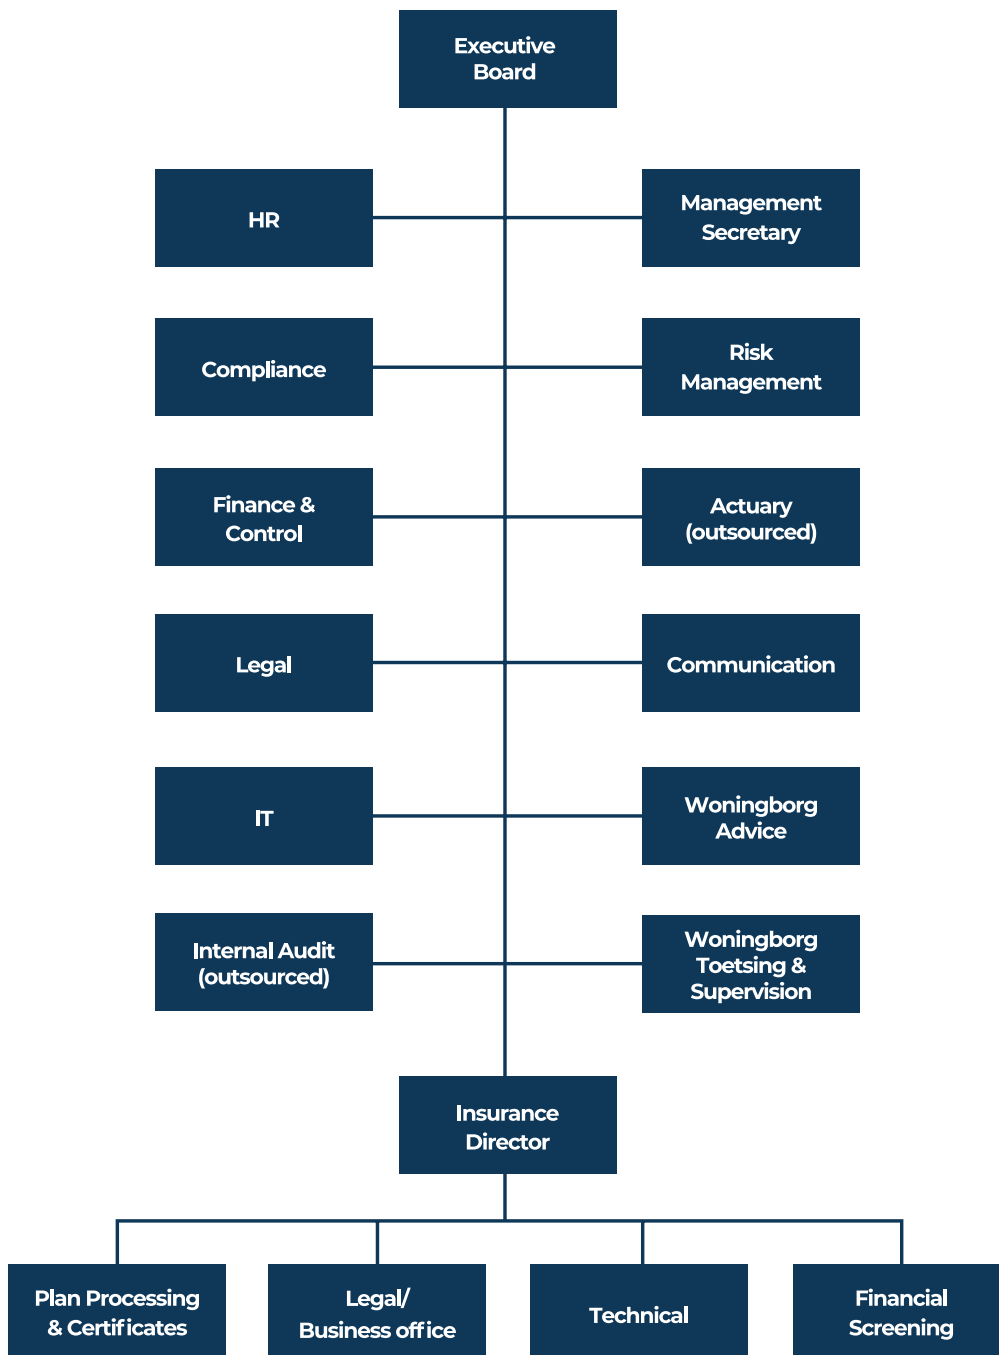 Executive
Board
HR
Management
Secretary
Compliance
Risk
Management
Finance &
Control
Actuary
(outsourced)
Legal
Communication
IT
Woningborg
Advice
Internal Audit
(outsourced)
Woningborg
Toetsing &
Supervision
Insurance
Director
Plan Processing
& Certificates
Legal/
Business office
Technical
Financial
Screening